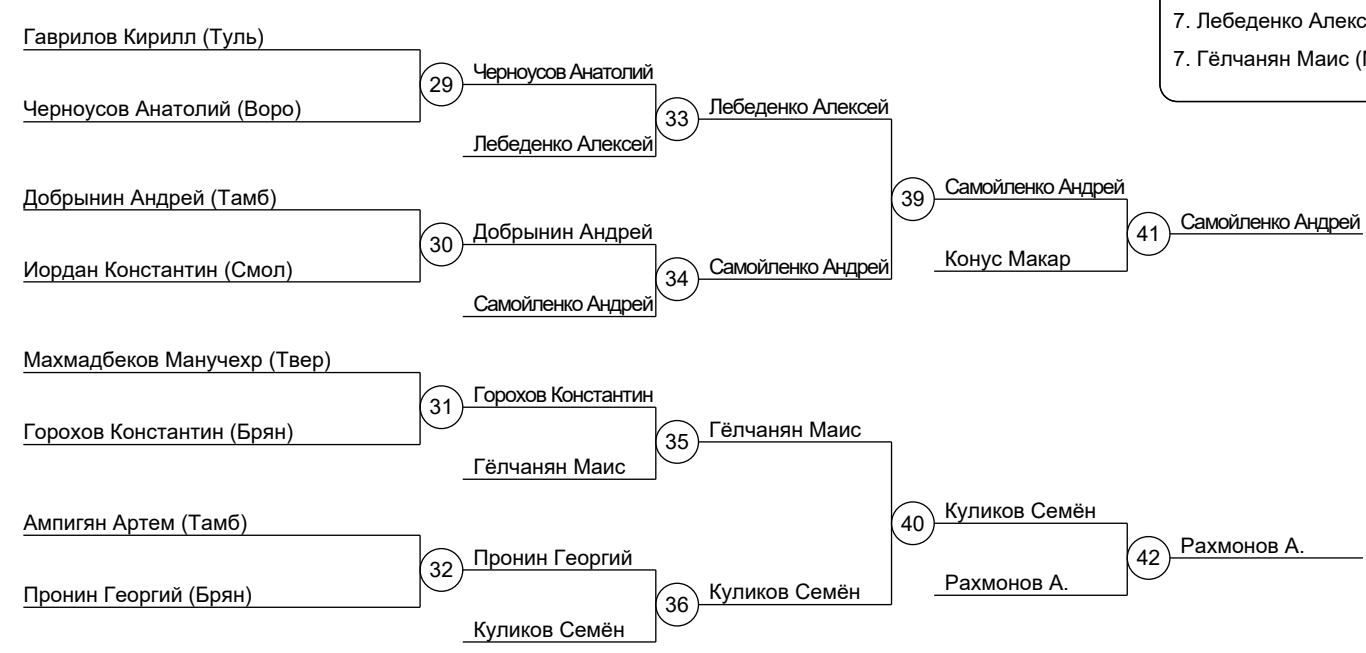 7. Лебеденко Алекс
7. Гёлчанян Маис
Гаврилов Кирилл (Туль)
29
Черноусов Анатолий
Черноусов Анатолий (Воро)
33
Лебеденко Алексей
Лебеденко Алексей
Добрынин Андрей (Тамб)
39
Самойленко Андрей
30
Добрынин Андрей
41
Самойленко Андрей
Иордан Константин (Смол)
34
Самойленко Андрей
Конус Макар
Самойленко Андрей
Махмадбеков Манучехр (Твер)
31
Горохов Константин
Горохов Константин (Брян)
35
Гёлчанян Маис
Гёлчанян Маис
Ампигян Артем (Тамб)
40
Куликов Семён
32
Пронин Георгий
42
Рахмонов А.
Пронин Георгий (Брян)
36
Куликов Семён
Рахмонов А.
Куликов Семён